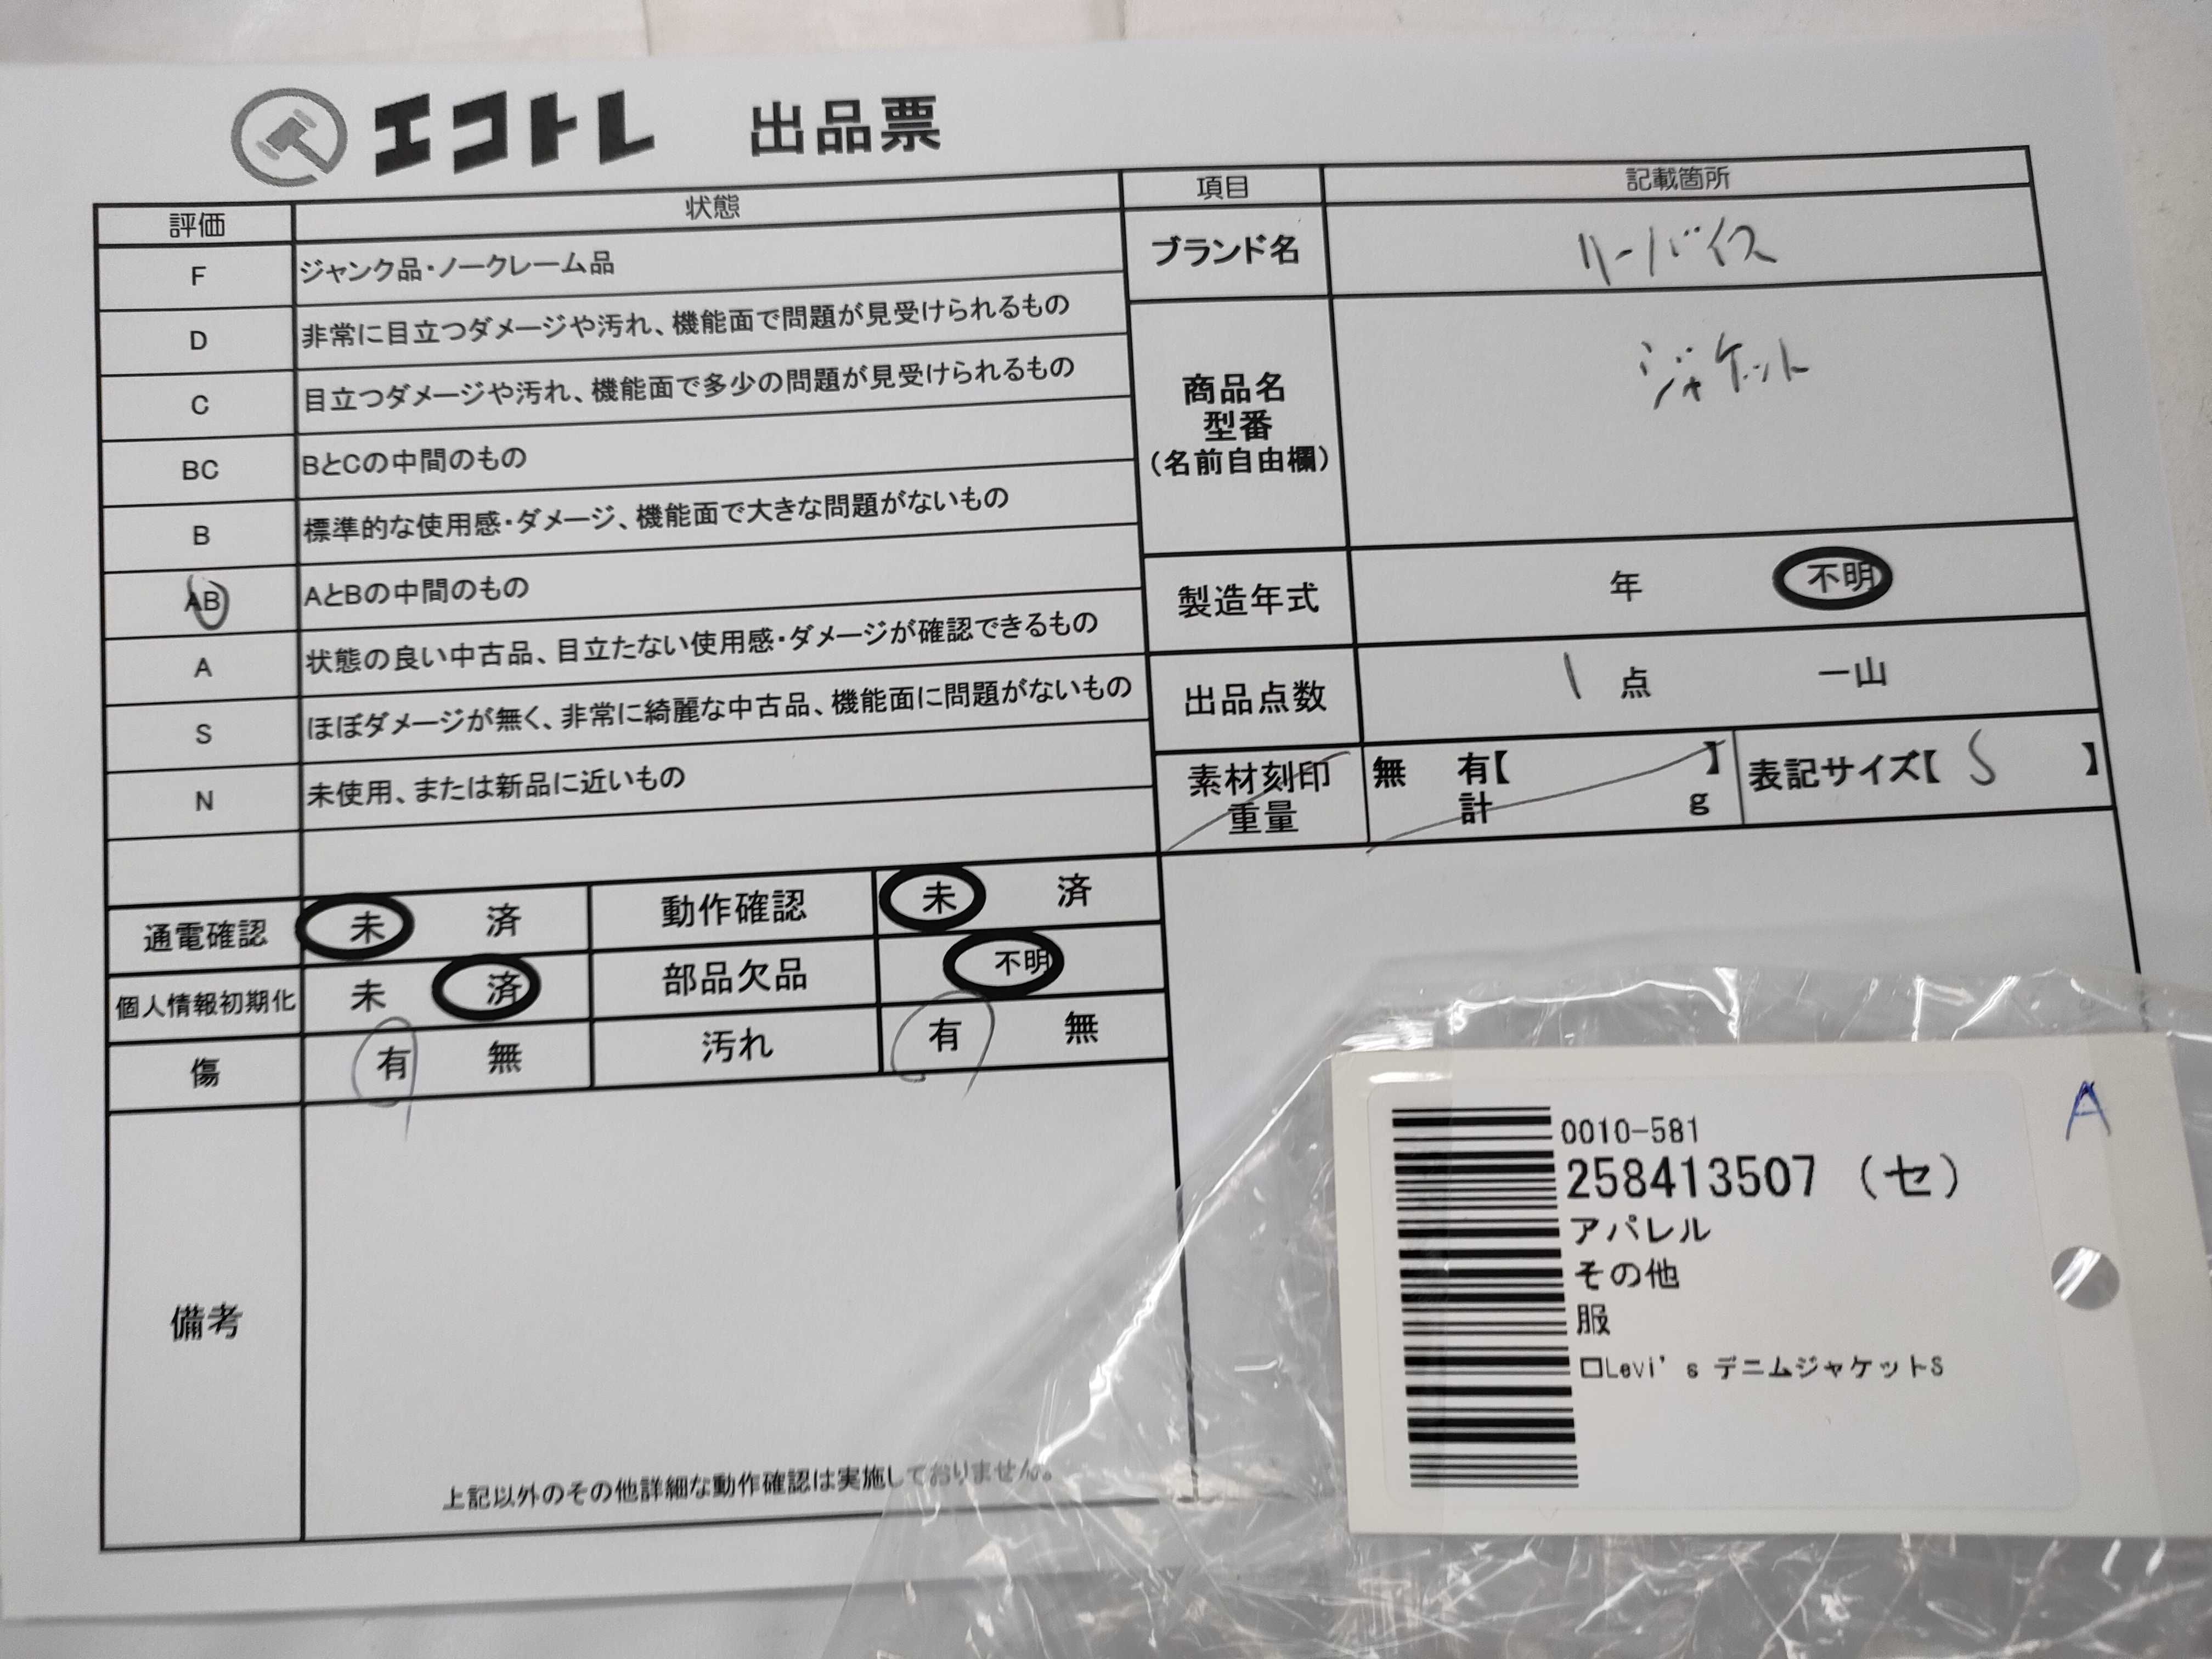 エコトレ 出品票
評価 状態
F ジャンク品・ノークレーム品
D 非常に目立つダメージや汚れ、機能面で問題が見受けられるもの
C 目立つダメージや汚れ、機能面で多少の問題が見受けられるもの
BC BとCの中間のもの
B 標準的な使用感・ダメージ、機能面で大きな問題がないもの
AB AとBの中間のもの
A 状態の良い中古品、目立たない使用感・ダメージが確認できるもの
S ほぼダメージが無く、非常に綺麗な中古品、機能面に問題がないもの
N 未使用、または新品に近いもの
項目 記載箇所
ブランド名 リーバイス
商品名
型番
(名前自由欄)
ジャケット
製造年式 年 不明
出品点数 1 点 一山
素材刻印
重量
無 有【 】
計 g
表記サイズ【 S 】
通電確認 未 済 動作確認 未 済
個人情報初期化 未 済 部品欠品 不明
傷 有 無 汚れ 有 無
備考
上記以外のその他詳細な動作確認は実施しておりません。
A
0010-581
258413507 (セ)
アパレル
その他
服
□Levi's デニムジャケットS